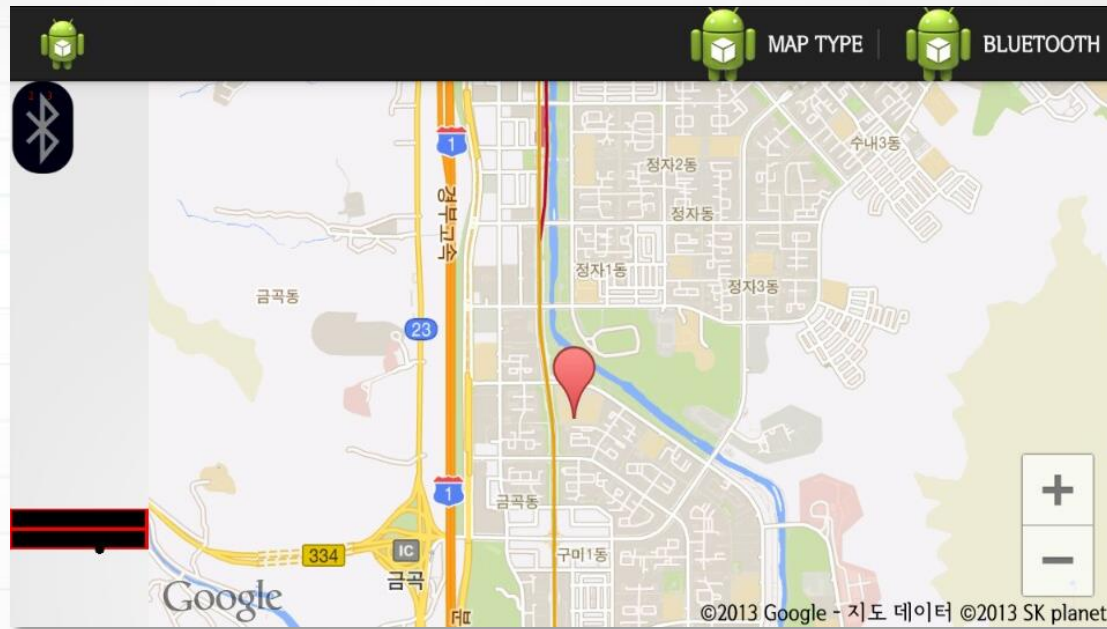 MAP TYPE
BLUETOOTH
1
수내3동
정자2동
정자동
경부고속
정자1동
정자3동
금곡동
23
1
금곡동
334
IC
구미1동
금곡
Google
분
©2013 Google - 지도 데이터 ©2013 SK planet